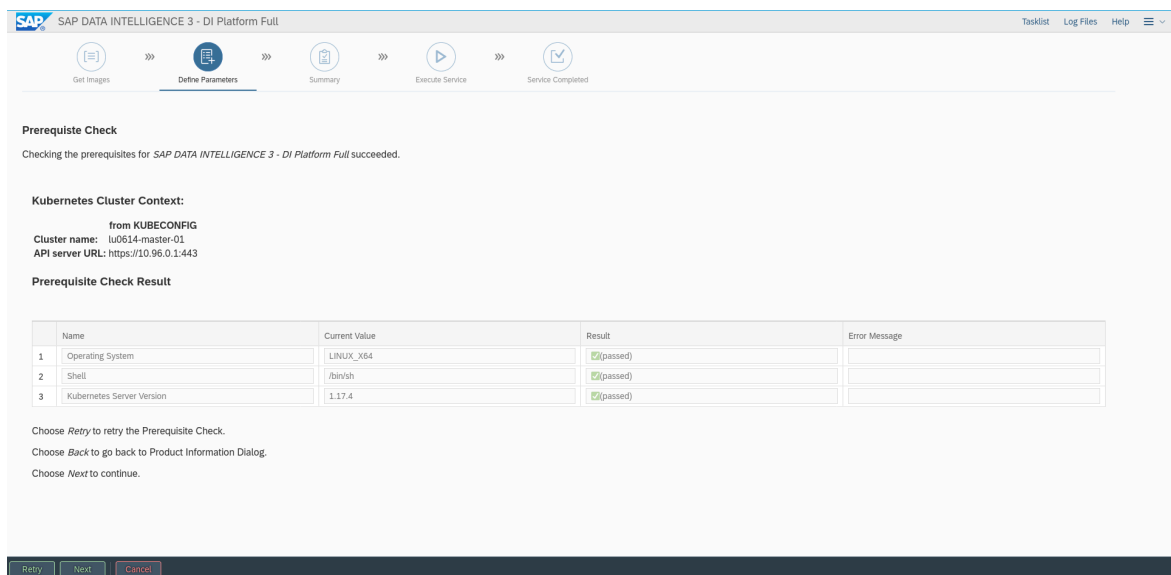 SAP SAP DATA INTELLIGENCE 3 - DI Platform Full Tasklist Log Files Help
Get Images Define Parameters Summary Execute Service Service Completed
Prerequiste Check
Checking the prerequisites for SAP DATA INTELLIGENCE 3 - DI Platform Full succeeded.
Kubernetes Cluster Context:
from KUBECONFIG
Cluster name: lu0614-master-01
API server URL: https://10.96.0.1:443
Prerequisite Check Result
Name Current Value Result Error Message
1 Operating System LINUX_X64 ✅(passed)
2 Shell /bin/sh ✅(passed)
3 Kubernetes Server Version 1.17.4 ✅(passed)
Choose Retry to retry the Prerequisite Check.
Choose Back to go back to Product Information Dialog.
Choose Next to continue.
Retry Next Cancel